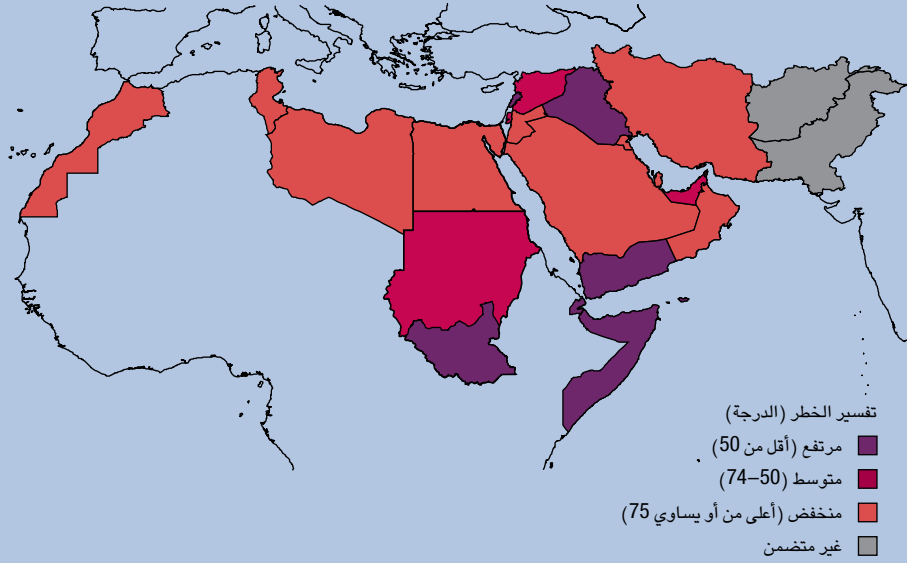 تفسير الخطر (الدرجة)
مرتفع (أقل من 50)
متوسط (50–74)
منخفض (أعلى من أو يساوي 75)
غير متضمن